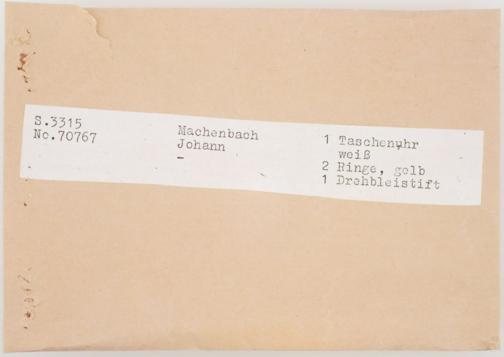 S.3315
No.70767
Machenbach
Johann
-
1 Taschenuhr
weiß
2 Ringe, gelb
1 Drehbleistift